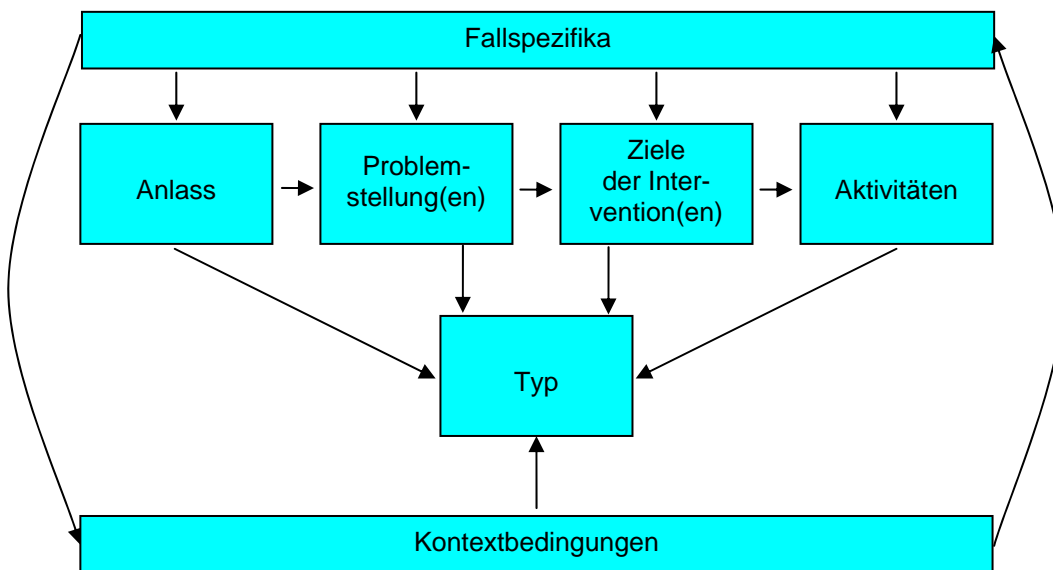 Fallspezifika
Anlass
Problem-
stellung(en)
Ziele
der Inter-
vention(en)
Aktivitäten
Typ
Kontextbedingungen